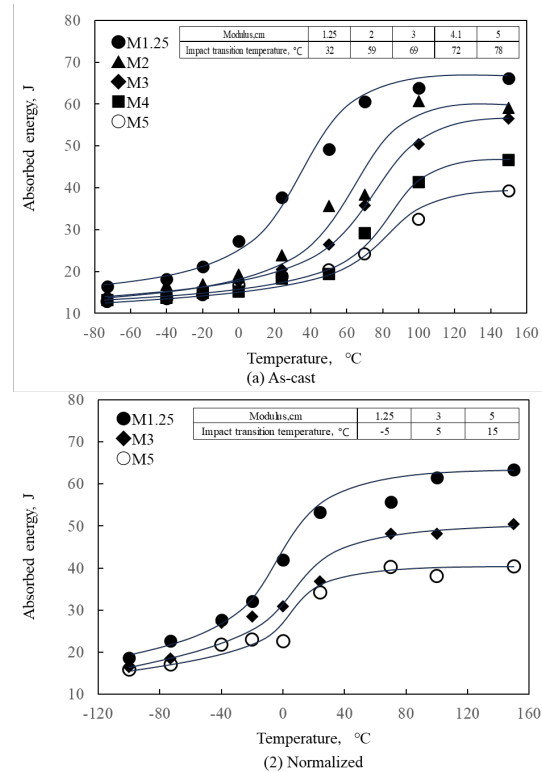 Modulus,cm 1.25 2 3 4.1 5
Impact transition temperature, ℃ 32 59 69 72 78
M1.25
M2
M3
M4
M5
80
70
60
50
40
30
20
10
Absorbed energy, J
-80 -60 -40 -20 0 20 40 60 80 100 120 140 160
Temperature, ℃
(a) As-cast
Modulus,cm 1.25 3 5
Impact transition temperature, ℃ -5 5 15
M1.25
M3
M5
80
70
60
50
40
30
20
10
Absorbed energy, J
-120 -80 -40 0 40 80 120 160
Temperature, ℃
(2) Normalized